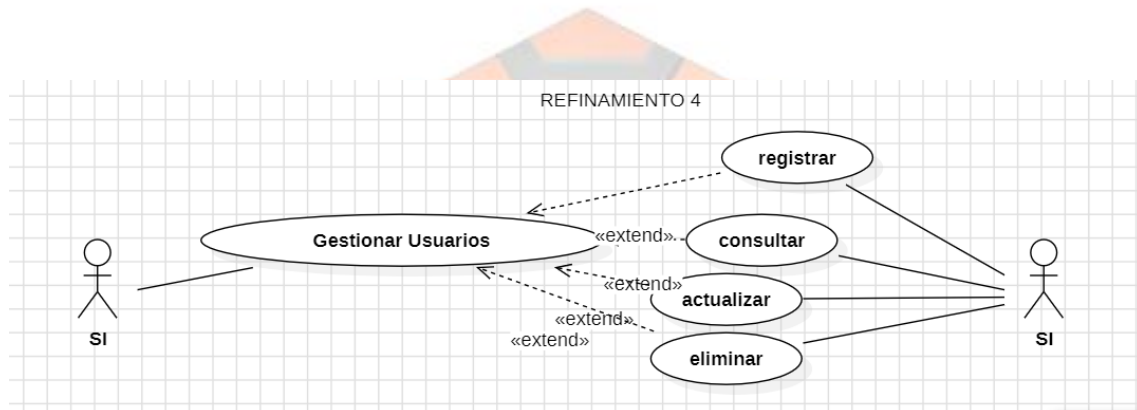 REFINAMIENTO 4
registrar
Gestionar Usuarios
«extend»
consultar
«extend»
actualizar
«extend»
«extend»
eliminar
SI
SI